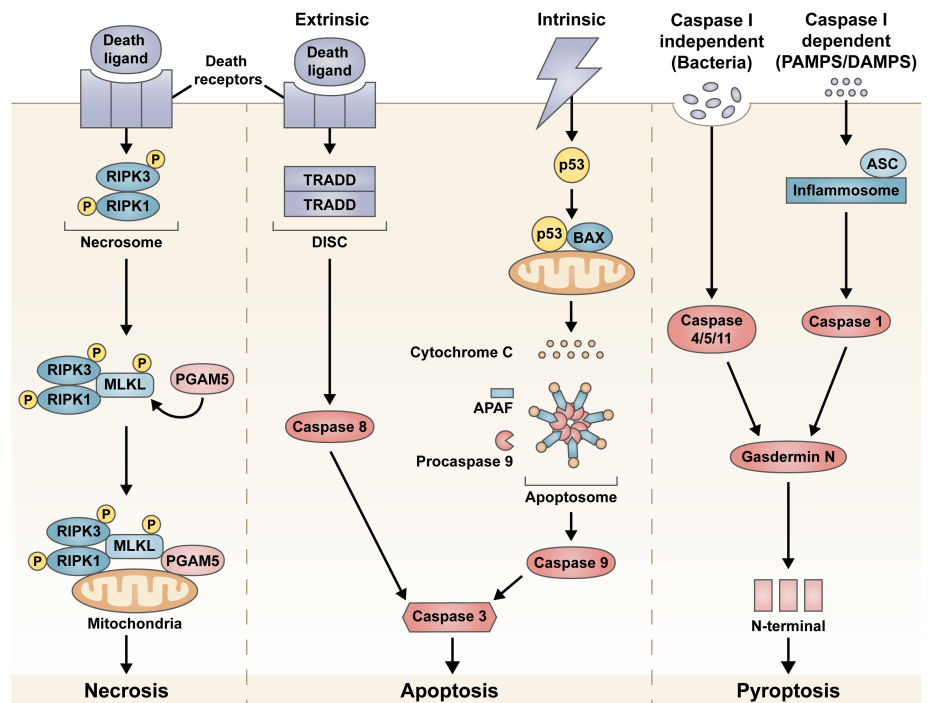 Extrinsic
Intrinsic
Caspase I
independent
(Bacteria)
Caspase I
dependent
(PAMPS/DAMPS)
Death
ligand
Death
receptors
Death
ligand
P
RIPK3
P
RIPK1
Necrosome
TRADD
TRADD
DISC
p53
p53
BAX
ASC
Inflammosome
Caspase
4/5/11
Caspase 1
Cytochrome C
P
RIPK3
P
MLKL
P
RIPK1
PGAM5
APAF
Procaspase 9
Apoptosome
Caspase 8
Gasdermin N
P
RIPK3
P
MLKL
P
RIPK1
PGAM5
Mitochondria
Caspase 9
Caspase 3
N-terminal
Necrosis
Apoptosis
Pyroptosis